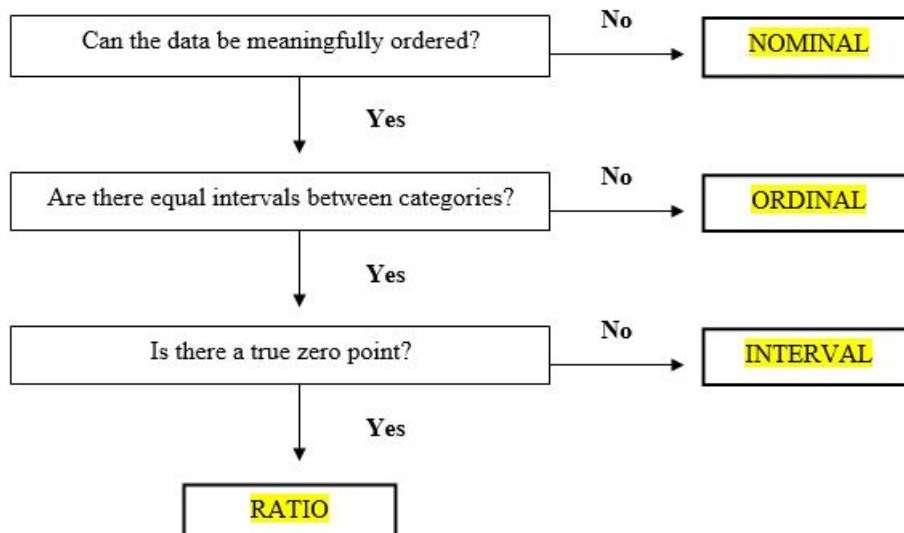 Can the data be meaningfully ordered?
No
NOMINAL
Yes
Are there equal intervals between categories?
No
ORDINAL
Yes
Is there a true zero point?
No
INTERVAL
Yes
RATIO